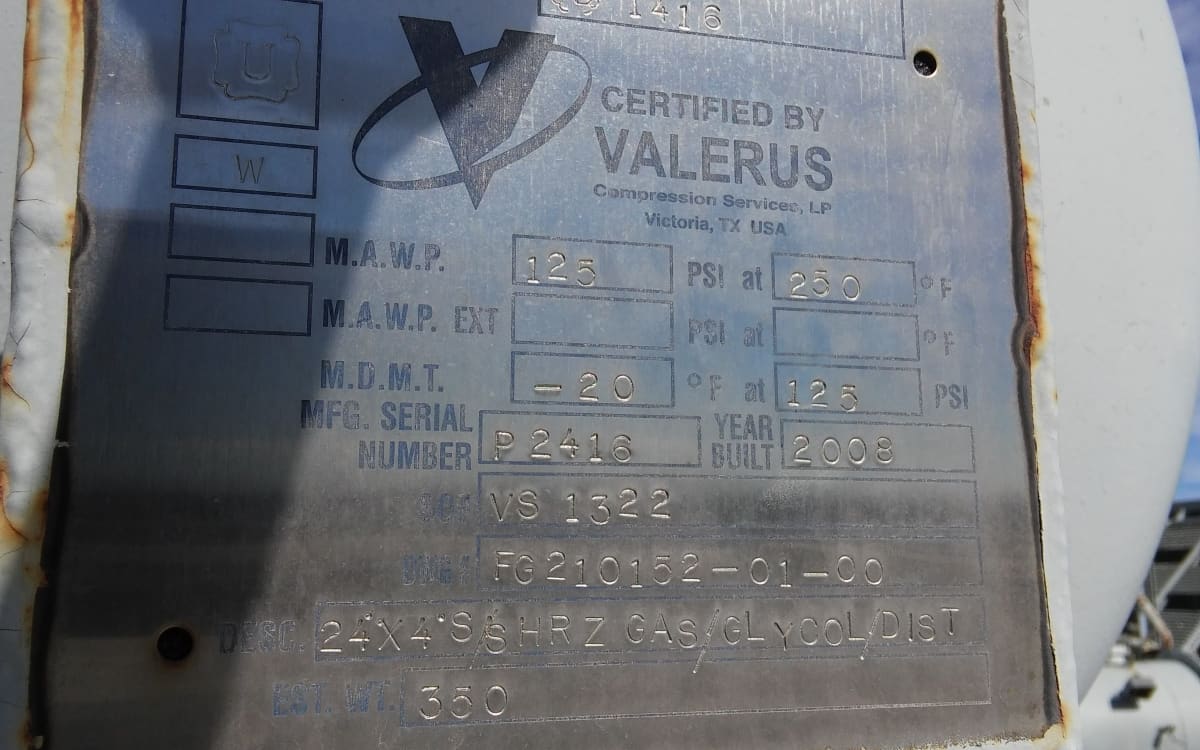 1416
U
CERTIFIED BY
VALERUS
W
Compression Services, LP
Victoria, TX USA
M.A.W.P. 125 PSI at 250 °F
M.A.W.P. EXT PSI at °F
M.D.M.T. -20 °F at 125 PSI
MFG. SERIAL NUMBER P 2416 YEAR BUILT 2008
VS 1322
DWG# FG210152-01-00
DESC. 24"X4'S/S HRZ GAS/GLYCOL/DIST
EST. WT. 350